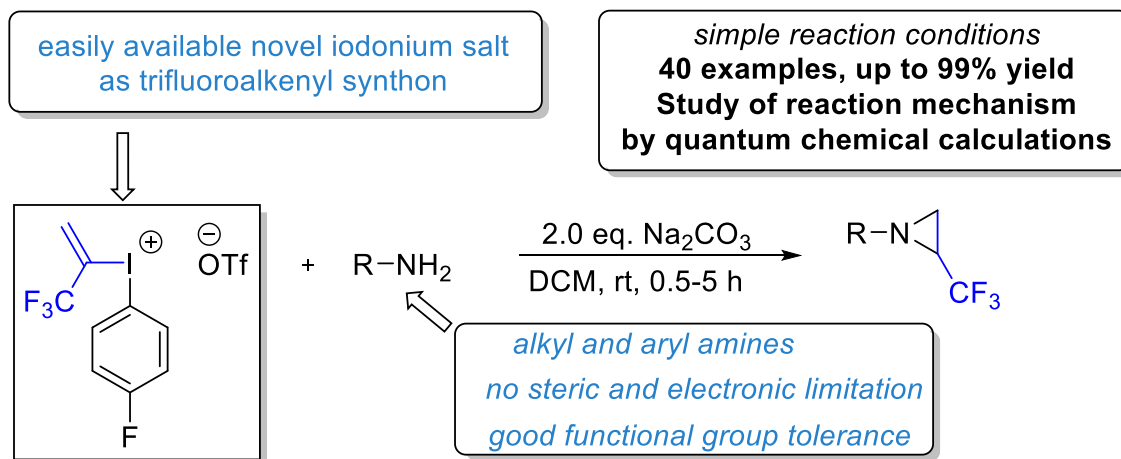 easily available novel iodonium salt
as trifluoroalkenyl synthon
simple reaction conditions
40 examples, up to 99% yield
Study of reaction mechanism
by quantum chemical calculations
F₃C
I
+
−
OTf
F
+
R−NH₂
2.0 eq. Na₂CO₃
DCM, rt, 0.5-5 h
R−N
CF₃
alkyl and aryl amines
no steric and electronic limitation
good functional group tolerance